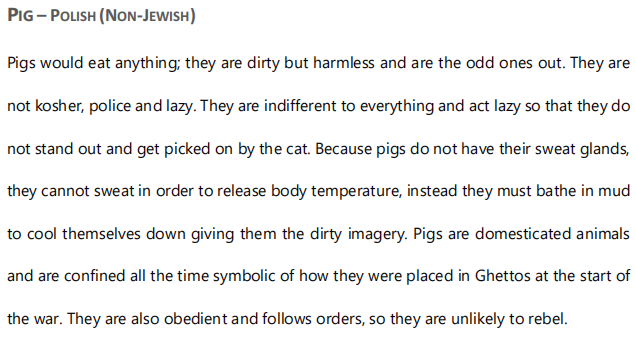 PIG – POLISH (NON-JEWISH)
Pigs would eat anything; they are dirty but harmless and are the odd ones out. They are
not kosher, police and lazy. They are indifferent to everything and act lazy so that they do
not stand out and get picked on by the cat. Because pigs do not have their sweat glands,
they cannot sweat in order to release body temperature, instead they must bathe in mud
to cool themselves down giving them the dirty imagery. Pigs are domesticated animals
and are confined all the time symbolic of how they were placed in Ghettos at the start of
the war. They are also obedient and follows orders, so they are unlikely to rebel.